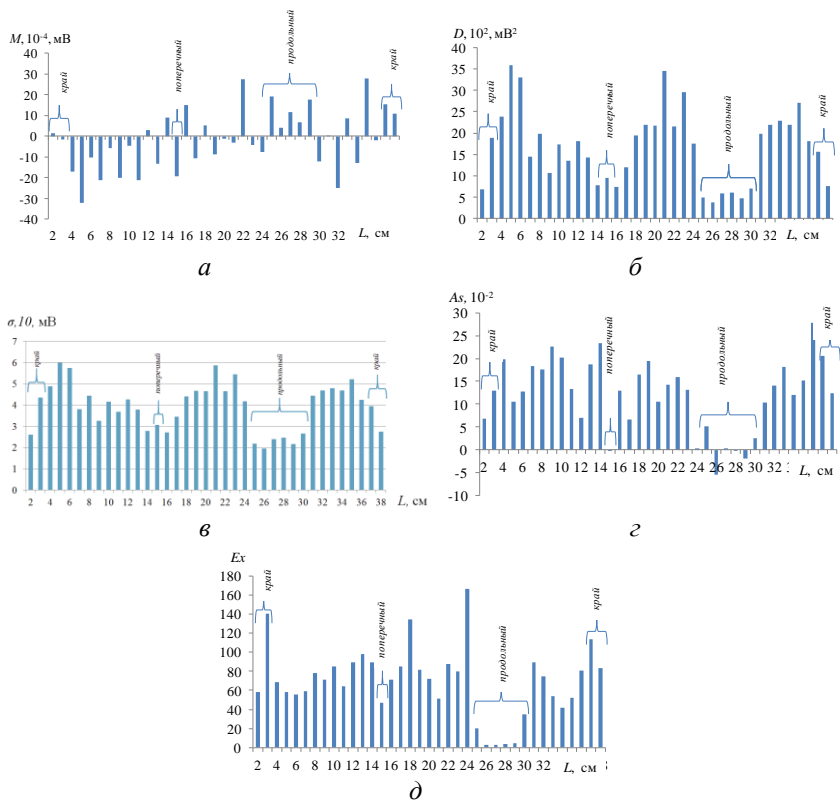 M, 10⁻⁴, мВ
40
30
20
10
0
-10
-20
-30
-40
край
поперечный
продольный
край
2 4 6 8 10 12 14 16 18 20 22 24 26 28 30 32
L, см
а
D, 10², мВ²
40
35
30
25
20
15
10
5
0
край
поперечный
продольный
край
2 4 6 8 10 12 14 16 18 20 22 24 26 28 30 32 L, см
б
σ,10, мВ
7
6
5
4
3
2
1
0
край
поперечный
продольный
край
2 4 6 8 10 12 14 16 18 20 22 24 26 28 30 32 34 36 38 L, см
в
As, 10⁻²
30
25
20
15
10
5
0
-5
-10
край
поперечный
продольный
край
2 4 6 8 10 12 14 16 18 20 22 24 26 28 30 32
L, см
г
Ex
180
160
140
120
100
80
60
40
20
0
край
поперечный
продольный
край
2 4 6 8 10 12 14 16 18 20 22 24 26 28 30 32 L, см
д